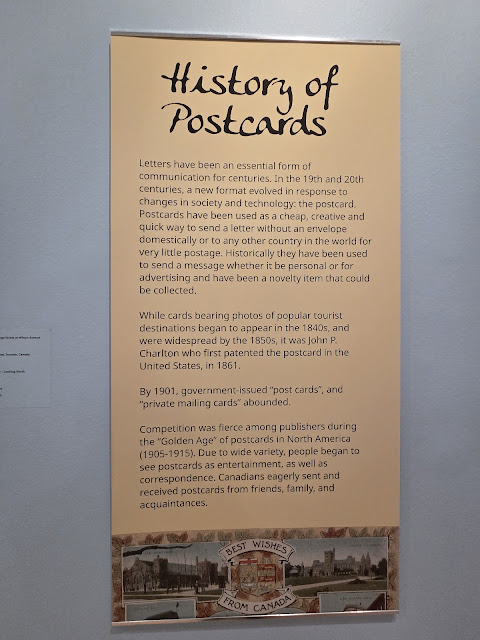 History of
Postcards
Letters have been an essential form of
communication for centuries. In the 19th and 20th
centuries, a new format evolved in response to
changes in society and technology: the postcard.
Postcards have been used as a cheap, creative and
quick way to send a letter without an envelope
domestically or to any other country in the world for
very little postage. Historically they have been used
to send a message whether it be personal or for
advertising and have been a novelty item that could
be collected.
While cards bearing photos of popular tourist
destinations began to appear in the 1840s, and
were widespread by the 1850s, it was John P.
Charlton who first patented the postcard in the
United States, in 1861.
By 1901, government-issued “post cards”, and
“private mailing cards” abounded.
Competition was fierce among publishers during
the “Golden Age” of postcards in North America
(1905-1915). Due to wide variety, people began to
see postcards as entertainment, as well as
correspondence. Canadians eagerly sent and
received postcards from friends, family, and
acquaintances.
BEST WISHES
FROM CANADA